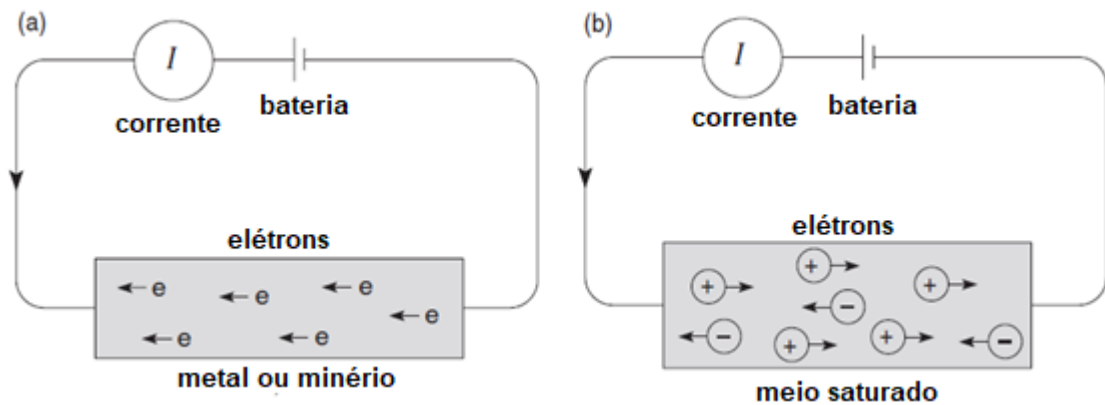 (a)
I
bateria
corrente
elétrons
e e e e
e e
metal ou minério
(b)
I
bateria
corrente
elétrons
+ + +
−
− + + −
meio saturado